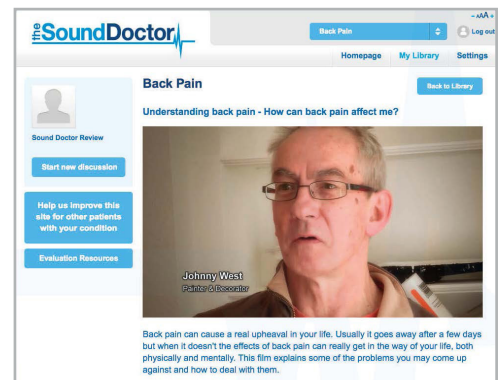 - AAA +
the SoundDoctor
Back Pain
Log out
Homepage My Library Settings
Back Pain
Back to Library
Understanding back pain - How can back pain affect me?
Sound Doctor Review
Start new discussion
Help us improve this
site for other patients
with your condition
Evaluation Resources
Johnny West
Painter & Decorator
Back pain can cause a real upheaval in your life. Usually it goes away after a few days
but when it doesn't the effects of back pain can really get in the way of your life, both
physically and mentally. This film explains some of the problems you may come up
against and how to deal with them.